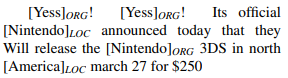 [Yess]ORG! [Yess]ORG! Its official
[Nintendo]LOC announced today that they
Will release the [Nintendo]ORG 3DS in north
[America]LOC march 27 for $250